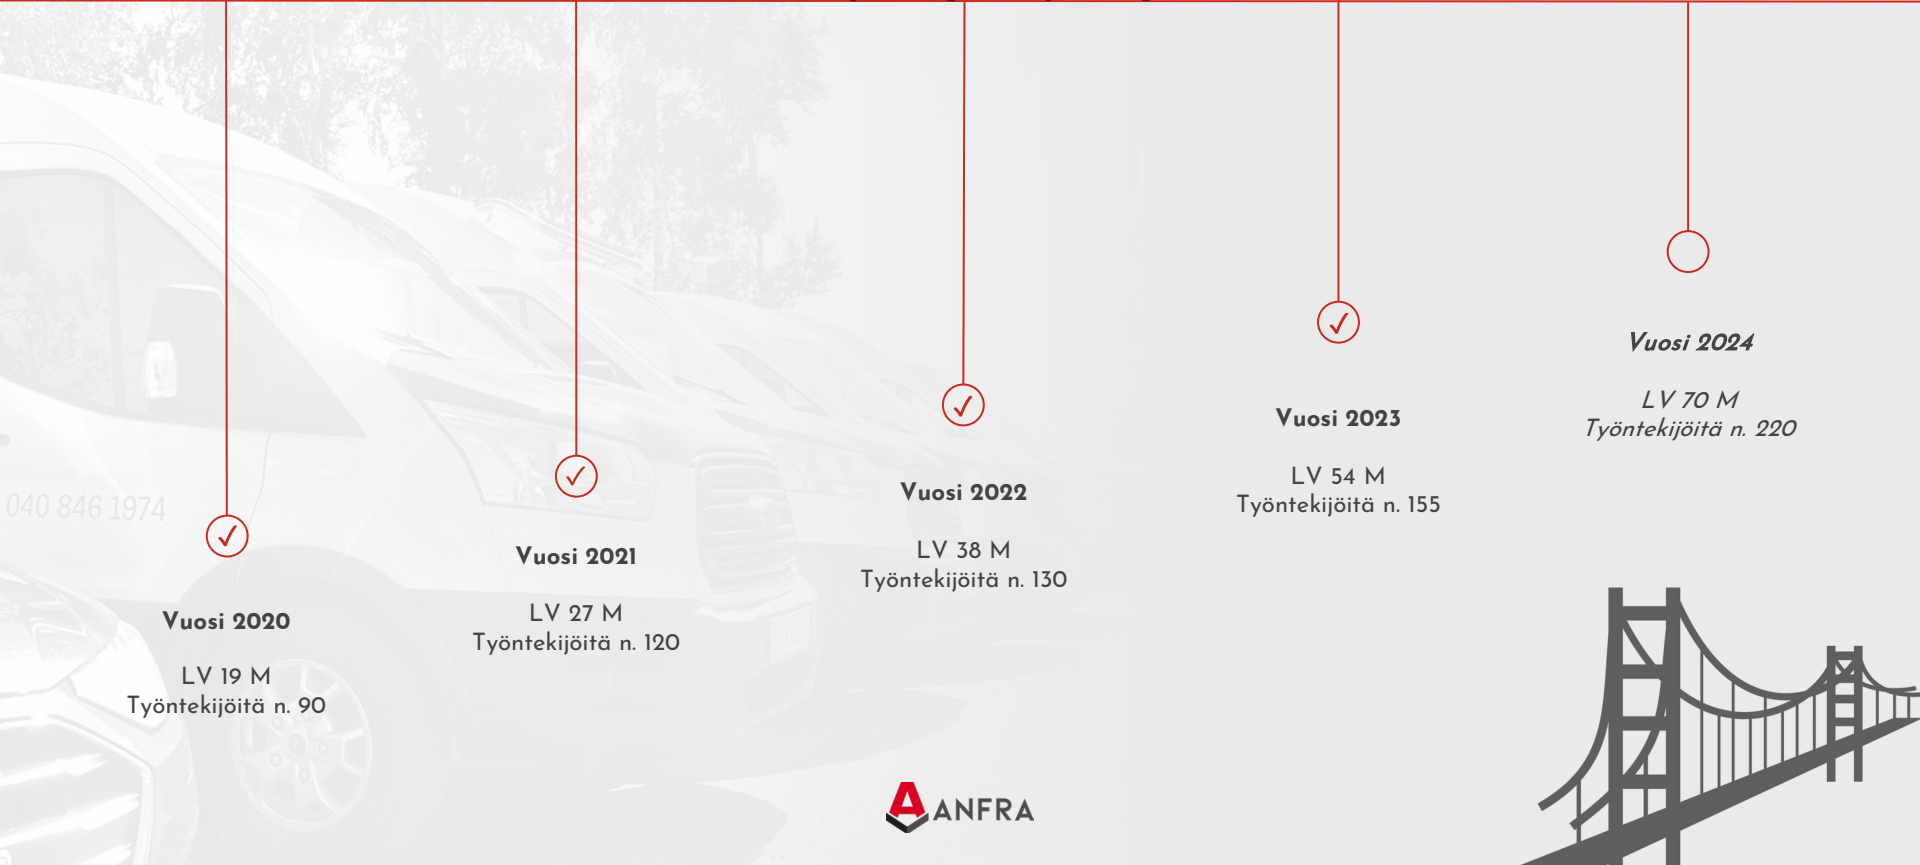 040 846 1974
Vuosi 2020
LV 19 M
Työntekijöitä n. 90
Vuosi 2021
LV 27 M
Työntekijöitä n. 120
Vuosi 2022
LV 38 M
Työntekijöitä n. 130
Vuosi 2023
LV 54 M
Työntekijöitä n. 155
Vuosi 2024
LV 70 M
Työntekijöitä n. 220
ANFRA